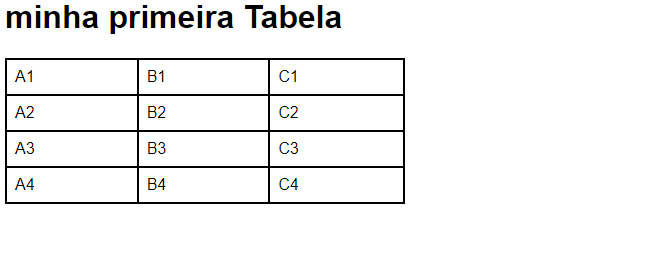 minha primeira Tabela
A1 B1 C1
A2 B2 C2
A3 B3 C3
A4 B4 C4